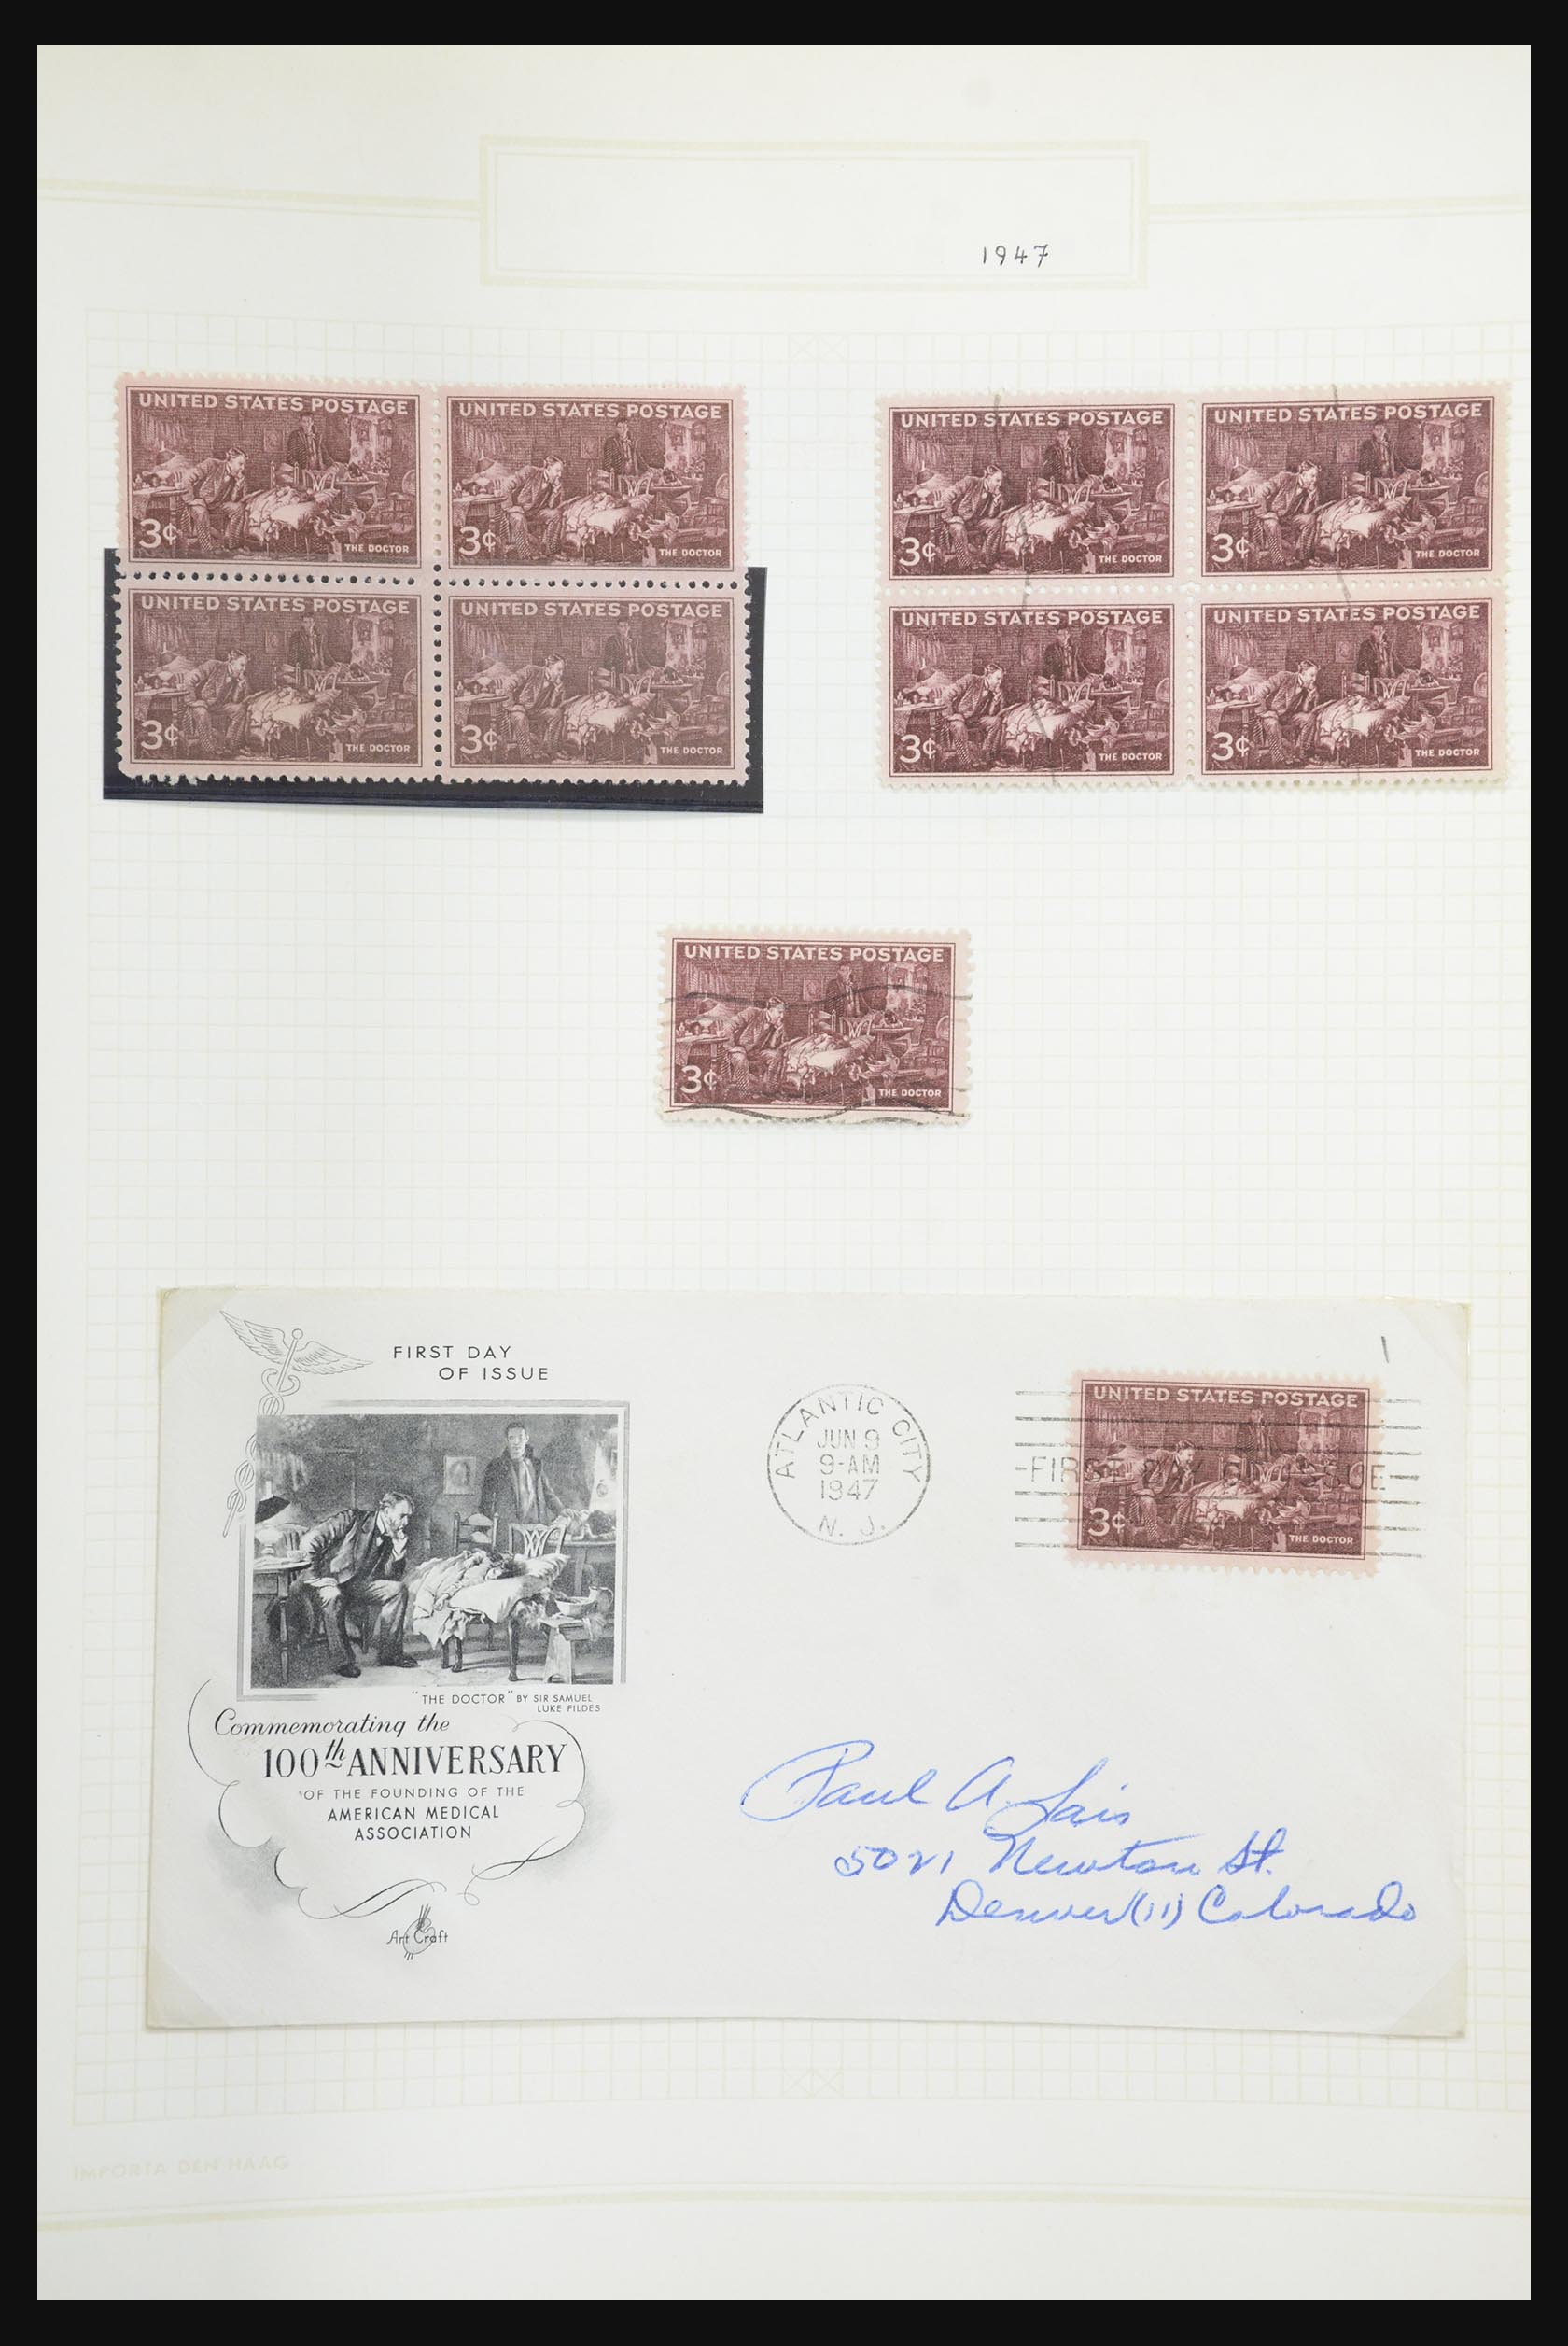 1947
UNITED STATES POSTAGE
3¢
THE DOCTOR
UNITED STATES POSTAGE
3¢
THE DOCTOR
UNITED STATES POSTAGE
3¢
THE DOCTOR
UNITED STATES POSTAGE
3¢
THE DOCTOR
UNITED STATES POSTAGE
3¢
THE DOCTOR
UNITED STATES POSTAGE
3¢
THE DOCTOR
UNITED STATES POSTAGE
3¢
THE DOCTOR
UNITED STATES POSTAGE
3¢
THE DOCTOR
UNITED STATES POSTAGE
3¢
THE DOCTOR
FIRST DAY
OF ISSUE
"THE DOCTOR" BY SIR SAMUEL
LUKE FILDES
Commemorating the
100th ANNIVERSARY
OF THE FOUNDING OF THE
AMERICAN MEDICAL
ASSOCIATION
Art Craft
ATLANTIC CITY
JUN 9
9-AM
1947
N. J.
UNITED STATES POSTAGE
FIRST DAY OF ISSUE
3¢
THE DOCTOR
Paul A.
5021 Newton St.
Denver (11) Colorado
IMPORTA DEN HAAG